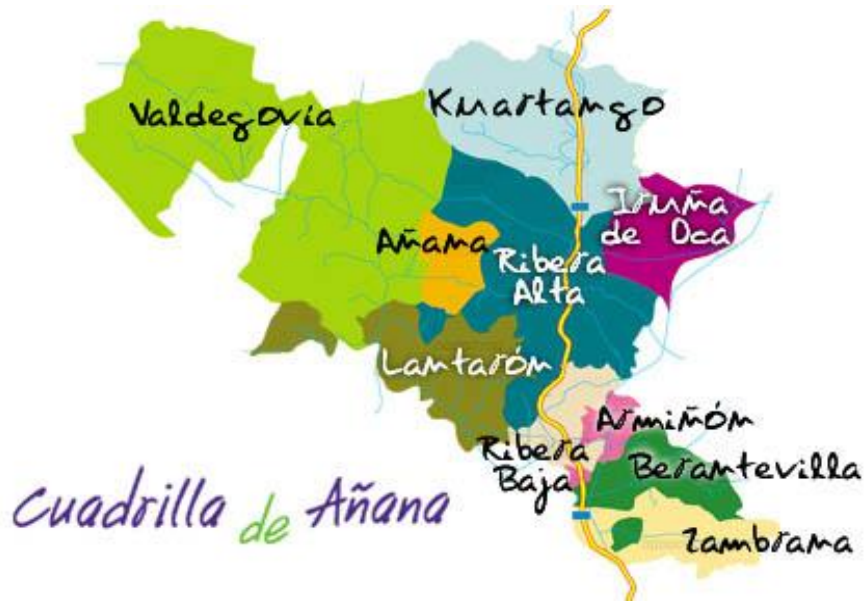 Valdegovia
Kuartango
Iruña
de Oca
Añana
Ribera
Alta
Lantarón
Armiñón
Ribera
Baja
Berantevilla
Zambrana
Cuadrilla de Añana